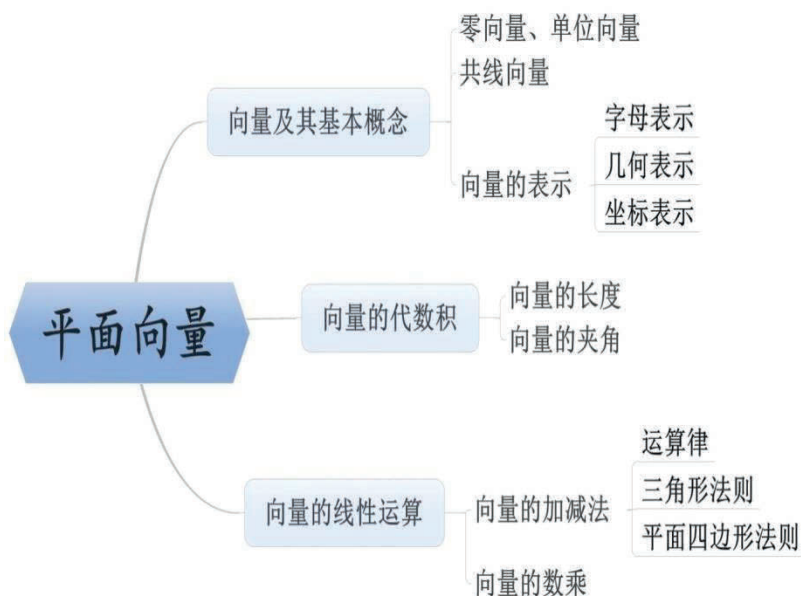 平面向量
向量及其基本概念
零向量、单位向量
共线向量
向量的表示
字母表示
几何表示
坐标表示
向量的代数积
向量的长度
向量的夹角
向量的线性运算
向量的加减法
运算律
三角形法则
平面四边形法则
向量的数乘